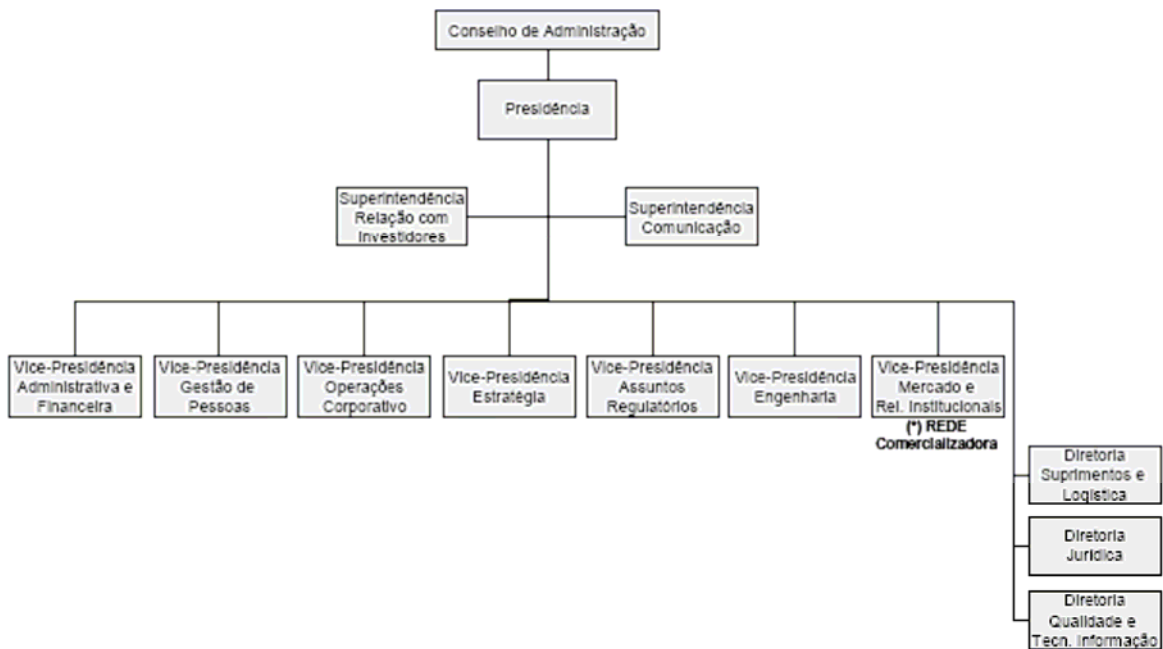 Conselho de Administração
Presidência
Superintendência
Relação com
Investidores
Superintendência
Comunicação
Vice-Presidência
Administrativa e
Financeira
Vice-Presidência
Gestão de
Pessoas
Vice-Presidência
Operações
Corporativo
Vice-Presidência
Estratégia
Vice-Presidência
Assuntos
Regulatórios
Vice-Presidência
Engenharia
Vice-Presidência
Mercado e
Rel. Institucionais
(*) REDE
Comercializadora
Diretoria
Suprimentos e
Logística
Diretoria
Jurídica
Diretoria
Qualidade e
Tecn. Informação